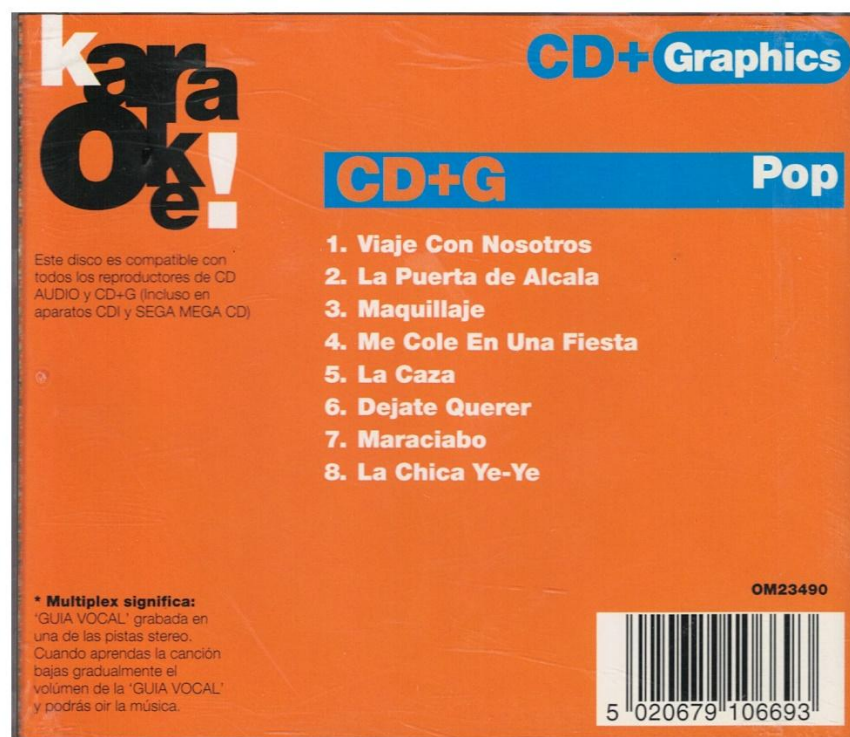 karaOke!
CD+Graphics
CD+G Pop
Este disco es compatible con
todos los reproductores de CD
AUDIO y CD+G (Incluso en
aparatos CDI y SEGA MEGA CD)
1. Viaje Con Nosotros
2. La Puerta de Alcala
3. Maquillaje
4. Me Cole En Una Fiesta
5. La Caza
6. Dejate Querer
7. Maraciabo
8. La Chica Ye-Ye
* Multiplex significa:
'GUIA VOCAL' grabada en
una de las pistas stereo.
Cuando aprendas la canción
bajas gradualmente el
volúmen de la 'GUIA VOCAL'
y podrás oir la música.
OM23490
5 020679 106693